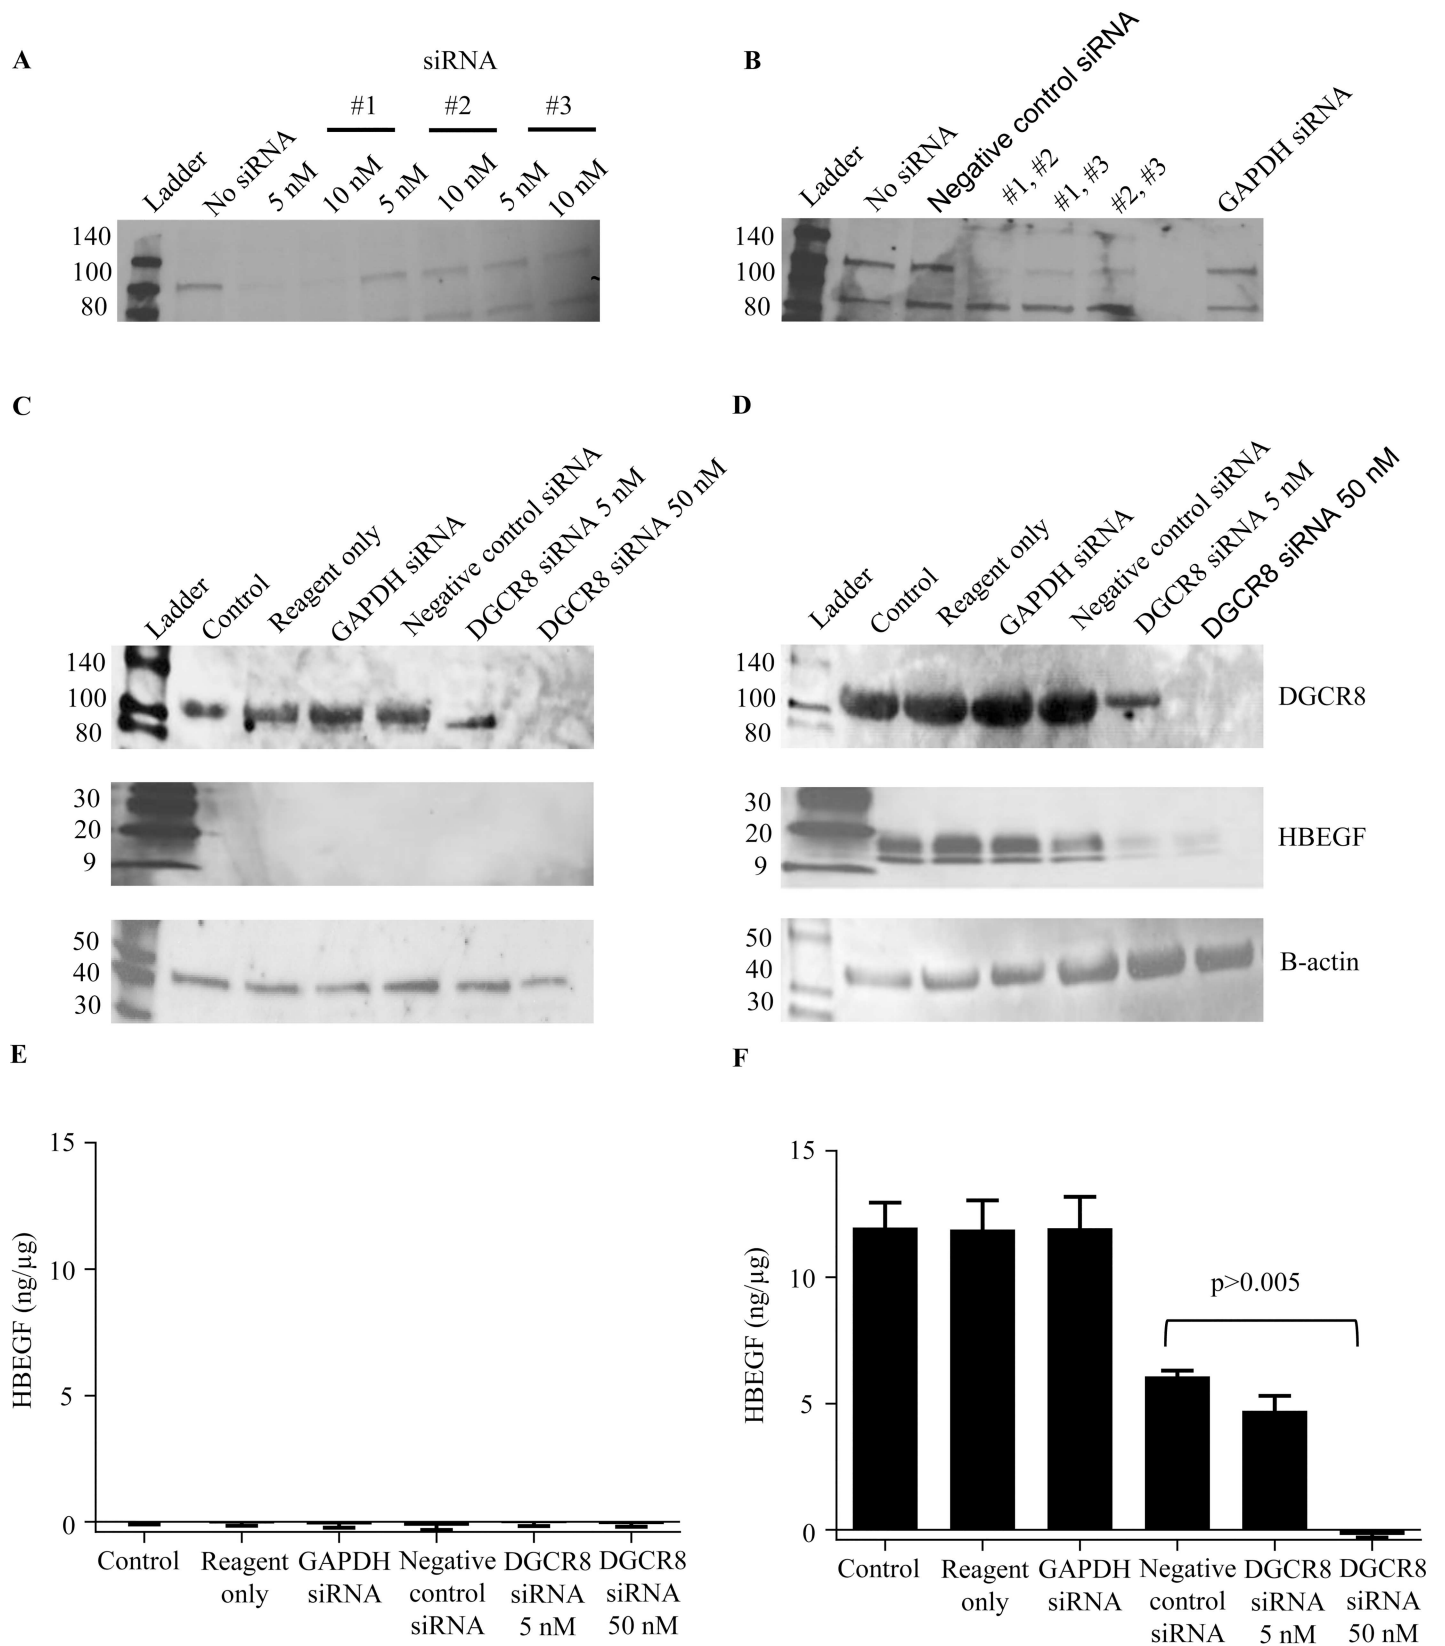 A
siRNA
#1
#2
#3
Ladder
No siRNA
5 nM
10 nM
5 nM
10 nM
5 nM
10 nM
140
100
80
B
Ladder
No siRNA
Negative control siRNA
#1, #2
#1, #3
#2, #3
GAPDH siRNA
140
100
80
C
Ladder
Control
Reagent only
GAPDH siRNA
Negative control siRNA
DGCR8 siRNA 5 nM
DGCR8 siRNA 50 nM
140
100
80
30
20
9
50
40
30
D
Ladder
Control
Reagent only
GAPDH siRNA
Negative control siRNA
DGCR8 siRNA 5 nM
DGCR8 siRNA 50 nM
140
100
80
DGCR8
30
20
9
HBEGF
50
40
30
B-actin
E
HBEGF (ng/µg)
15
10
5
0
Control
Reagent
only
GAPDH
siRNA
Negative
control
siRNA
DGCR8
siRNA
5 nM
DGCR8
siRNA
50 nM
F
HBEGF (ng/µg)
15
10
5
0
p>0.005
Control
Reagent
only
GAPDH
siRNA
Negative
control
siRNA
DGCR8
siRNA
5 nM
DGCR8
siRNA
50 nM